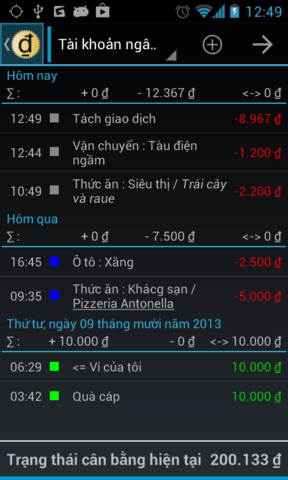 12:49
₫ Tài khoản ngâ..
Hôm nay
∑ : + 0 ₫ - 12.367 ₫ <-> 0 ₫
12:49 Tách giao dịch -8.967 ₫
12:44 Vận chuyển : Tàu điện ngầm -1.200 ₫
10:49 Thức ăn : Siêu thị / Trái cây và raue -2.200 ₫
Hôm qua
∑ : + 0 ₫ - 7.500 ₫ <-> 0 ₫
16:45 Ô tô : Xăng -2.500 ₫
09:35 Thức ăn : Khácg sạn / Pizzeria Antonella -5.000 ₫
Thứ tư, ngày 09 tháng mười năm 2013
∑ : + 10.000 ₫ - 0 ₫ <-> 10.000 ₫
06:29 <= Ví của tôi 10.000 ₫
03:42 Quà cáp 10.000 ₫
Trạng thái cân bằng hiện tại 200.133 ₫